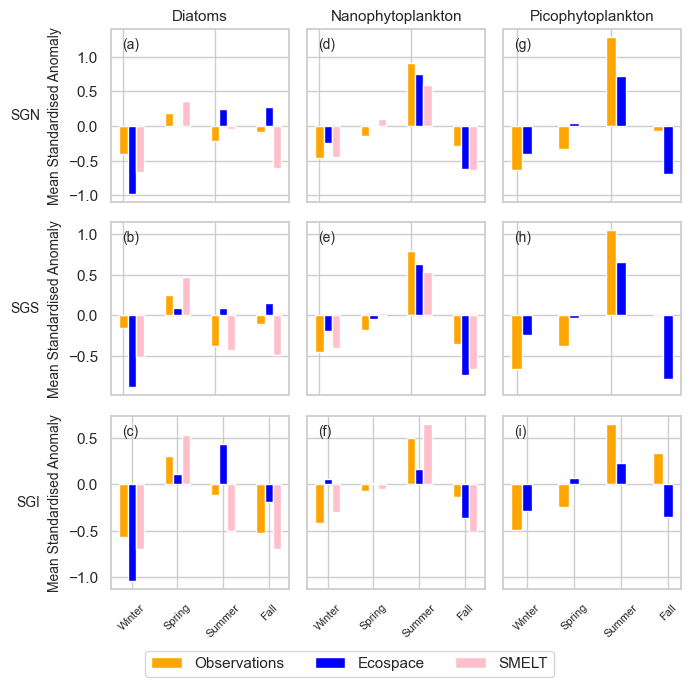 Diatoms
Nanophytoplankton
Picophytoplankton
SGN
Mean Standardised Anomaly
1.0
0.5
0.0
−0.5
−1.0
(a)
(d)
(g)
SGS
Mean Standardised Anomaly
1.0
0.5
0.0
−0.5
(b)
(e)
(h)
SGI
Mean Standardised Anomaly
0.5
0.0
−0.5
−1.0
(c)
(f)
(i)
Winter
Spring
Summer
Fall
Winter
Spring
Summer
Fall
Winter
Spring
Summer
Fall
Observations
Ecospace
SMELT